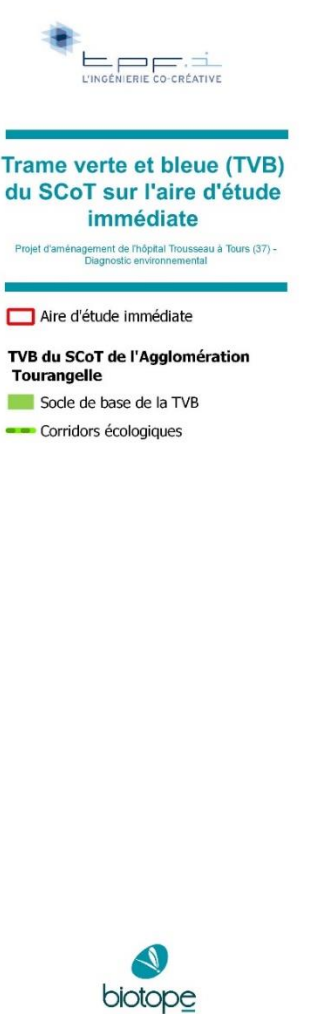 tpf.i
L'INGÉNIERIE CO-CRÉATIVE
Trame verte et bleue (TVB)
du SCoT sur l'aire d'étude
immédiate
Projet d'aménagement de l'hôpital Trousseau à Tours (37) -
Diagnostic environnemental
Aire d'étude immédiate
TVB du SCoT de l'Agglomération
Tourangelle
Socle de base de la TVB
Corridors écologiques
biotope